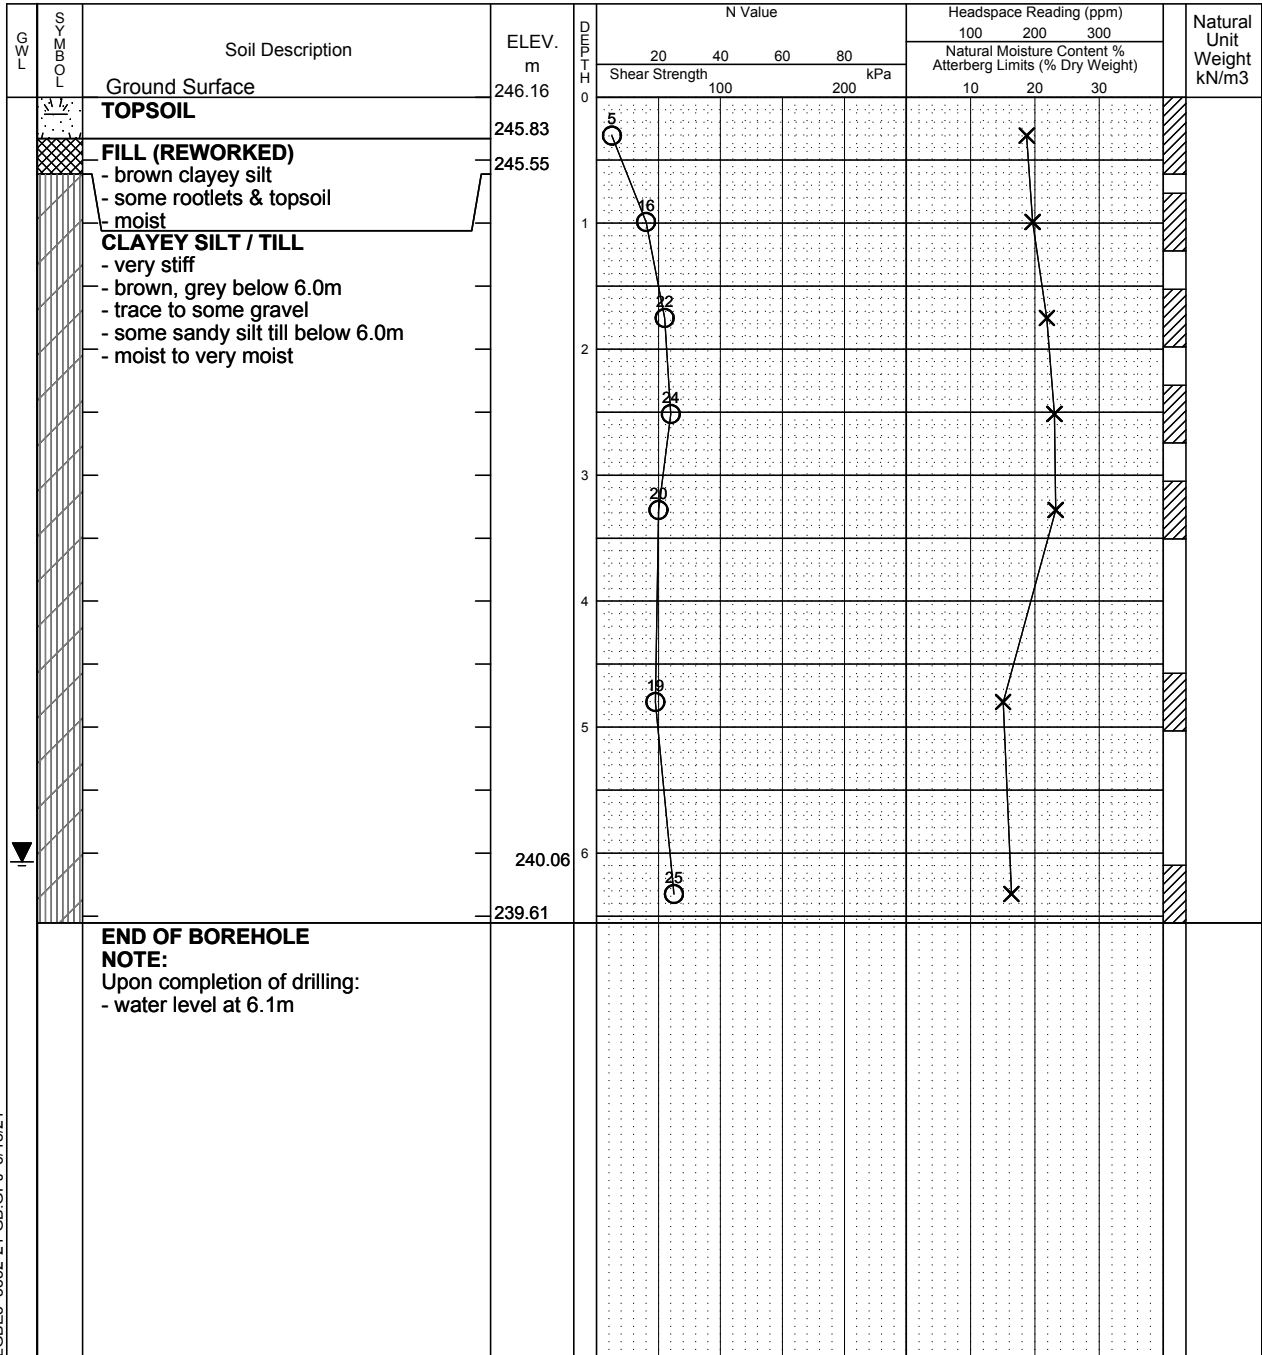 GWL
SYMBOL
Soil Description
Ground Surface
ELEV.
m
246.16
DEPTH
N Value
20 40 60 80
Shear Strength kPa
100 200
Headspace Reading (ppm)
100 200 300
Natural Moisture Content %
Atterberg Limits (% Dry Weight)
10 20 30
Natural
Unit
Weight
kN/m3
0
TOPSOIL
245.83
5
FILL (REWORKED)
245.55
- brown clayey silt
- some rootlets & topsoil
- moist
16
1
CLAYEY SILT / TILL
- very stiff
- brown, grey below 6.0m
- trace to some gravel
22
- some sandy silt till below 6.0m
- moist to very moist
2
24
3
20
4
19
5
6
240.06
25
239.61
END OF BOREHOLE
NOTE:
Upon completion of drilling:
- water level at 6.1m